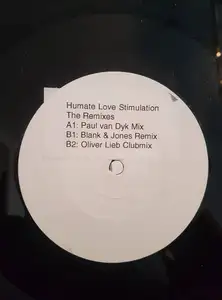 Humate Love Stimulation
The Remixes
A1: Paul van Dyk Mix
B1: Blank & Jones Remix
B2: Oliver Lieb Clubmix